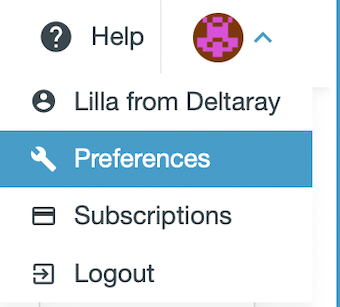 Help
Lilla from Deltaray
Preferences
Subscriptions
Logout